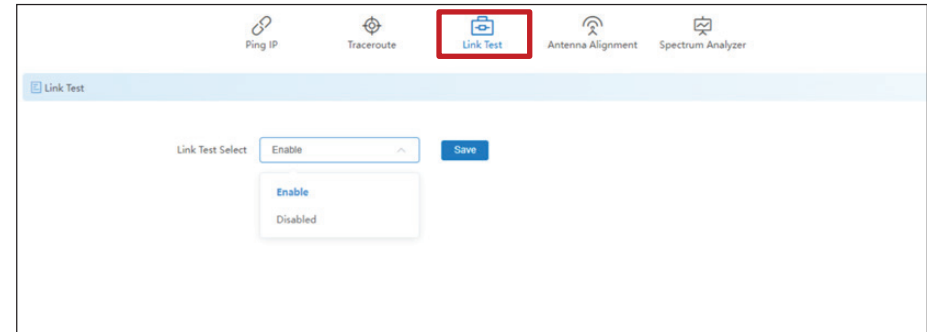 Ping IP Traceroute Link Test Antenna Alignment Spectrum Analyzer
Link Test
Link Test Select Enable Save
Enable
Disabled